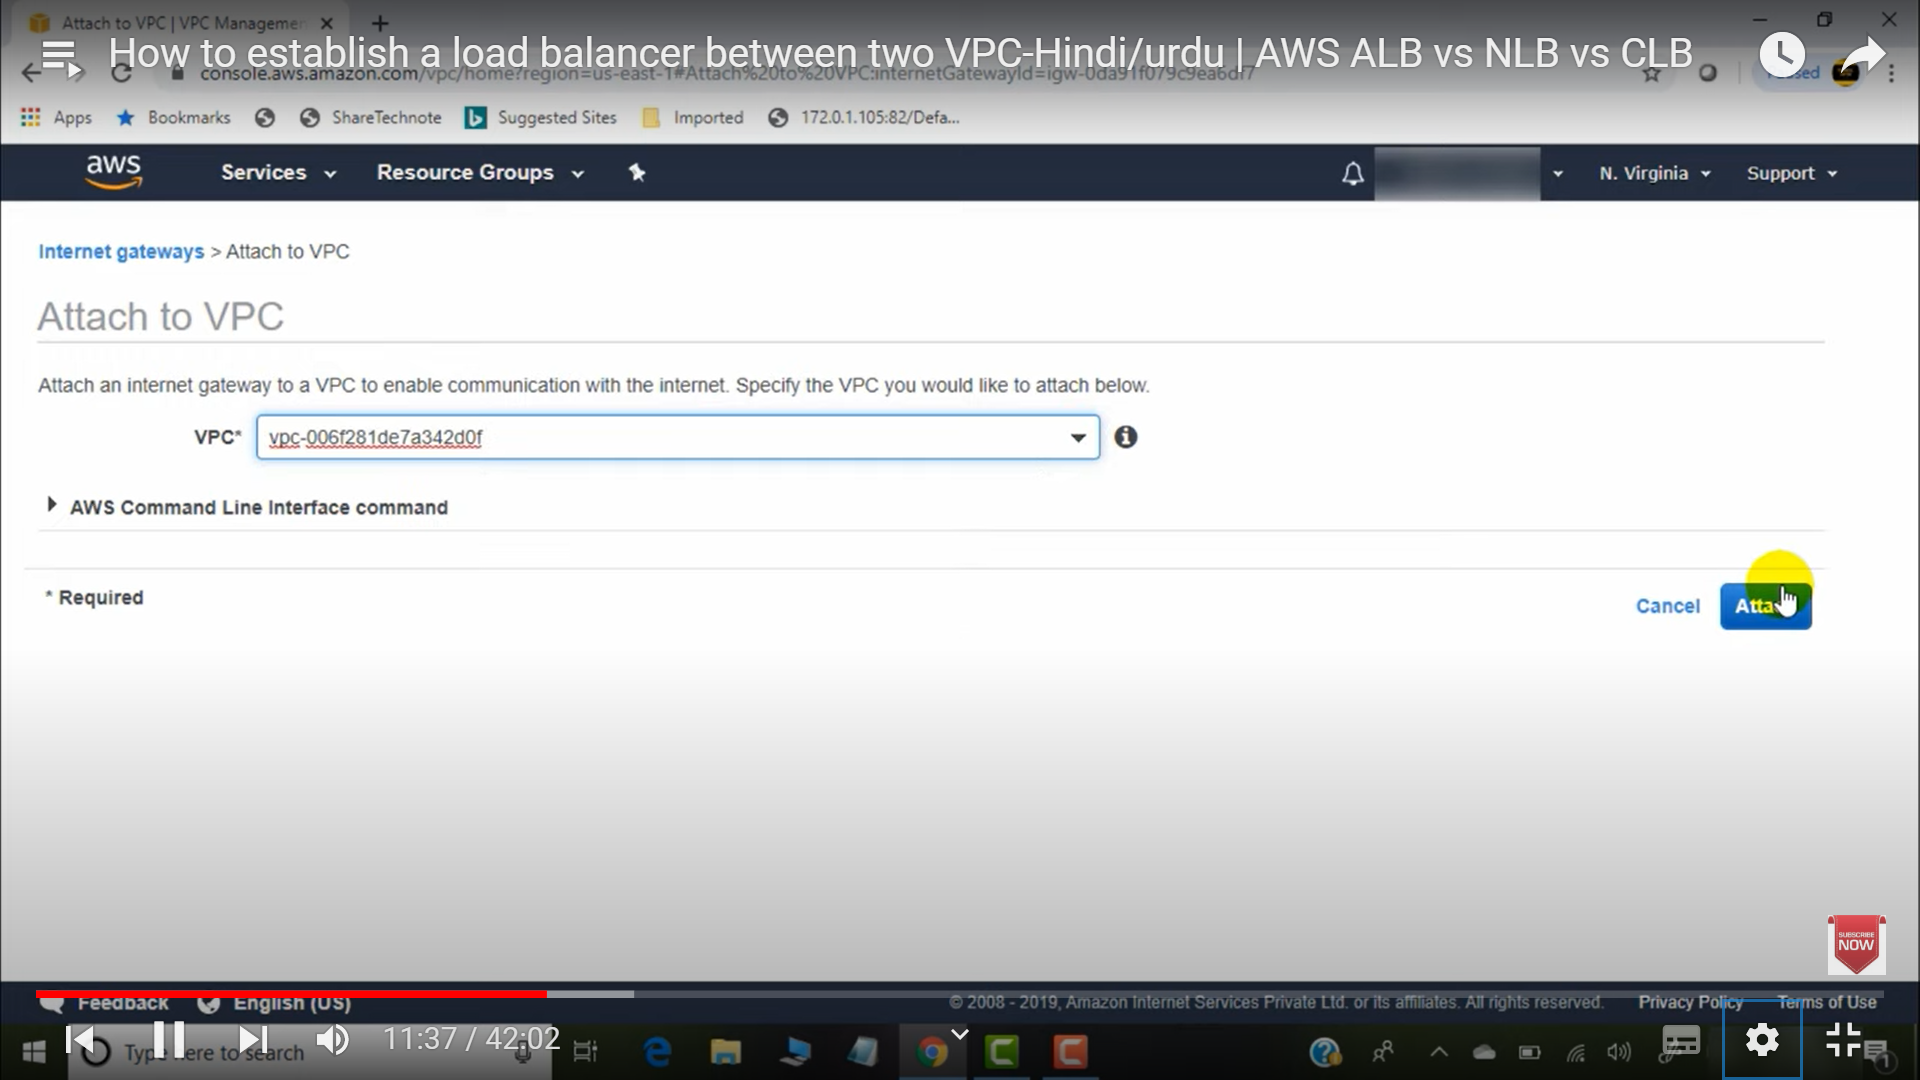 Attach to VPC | VPC Managemen
How to establish a load balancer between two VPC-Hindi/urdu | AWS ALB vs NLB vs CLB
console.aws.amazon.com/vpc/home?region=us-east-1#Attach%20to%20VPC:internetGatewayId=igw-0da91f079c9ea6df7
Apps Bookmarks ShareTechnote Suggested Sites Imported 172.0.1.105:82/Defa...
aws Services Resource Groups N. Virginia Support
Internet gateways > Attach to VPC
Attach to VPC
Attach an internet gateway to a VPC to enable communication with the internet. Specify the VPC you would like to attach below.
VPC* vpc-006f281de7a342d0f
AWS Command Line Interface command
* Required
Cancel
SUBSCRIBE
NOW
Feedback English (US) © 2008 - 2019, Amazon Internet Services Private Ltd. or its affiliates. All rights reserved. Privacy Policy Terms of Use
11:37 / 42:02
here to search